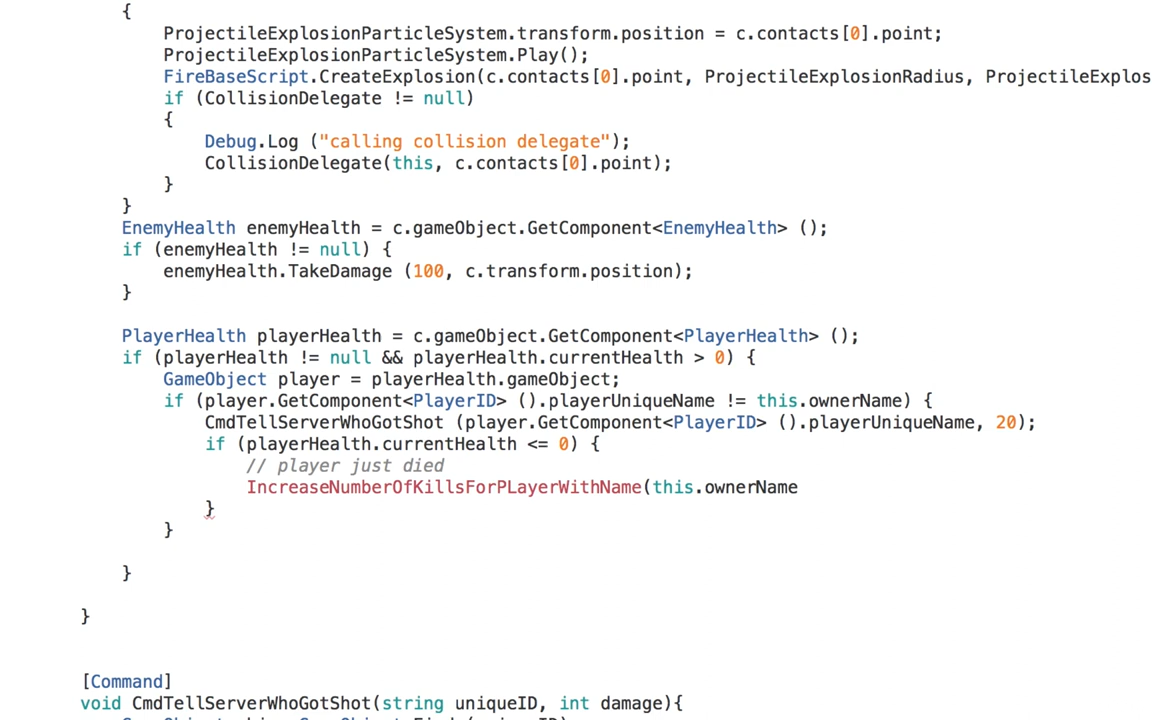 {
ProjectileExplosionParticleSystem.transform.position = c.contacts[0].point;
ProjectileExplosionParticleSystem.Play();
FireBaseScript.CreateExplosion(c.contacts[0].point, ProjectileExplosionRadius, ProjectileExplos
if (CollisionDelegate != null)
{
Debug.Log ("calling collision delegate");
CollisionDelegate(this, c.contacts[0].point);
}
}
EnemyHealth enemyHealth = c.gameObject.GetComponent<EnemyHealth> ();
if (enemyHealth != null) {
enemyHealth.TakeDamage (100, c.transform.position);
}
PlayerHealth playerHealth = c.gameObject.GetComponent<PlayerHealth> ();
if (playerHealth != null && playerHealth.currentHealth > 0) {
GameObject player = playerHealth.gameObject;
if (player.GetComponent<PlayerID> ().playerUniqueName != this.ownerName) {
CmdTellServerWhoGotShot (player.GetComponent<PlayerID> ().playerUniqueName, 20);
if (playerHealth.currentHealth <= 0) {
// player just died
IncreaseNumberOfKillsForPLayerWithName(this.ownerName
}
}
}
}
[Command]
void CmdTellServerWhoGotShot(string uniqueID, int damage){